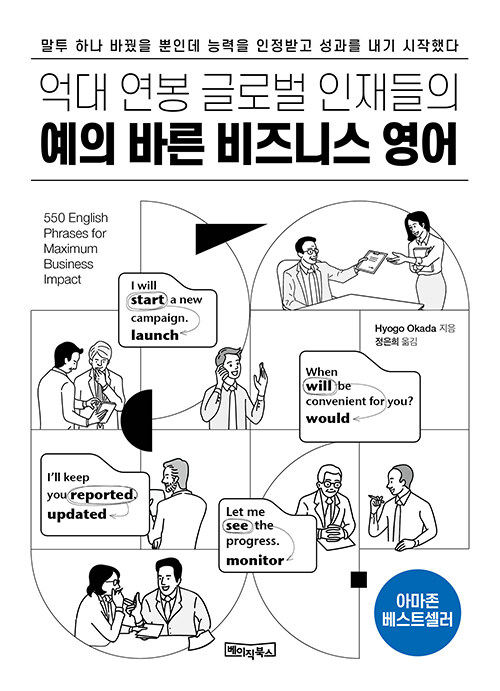 말투 하나 바꿨을 뿐인데 능력을 인정받고 성과를 내기 시작했다
억대 연봉 글로벌 인재들의
예의 바른 비즈니스 영어
550 English
Phrases for
Maximum
Business
Impact
I will
start a new
campaign.
launch
Hyogo Okada 지음
정은희 옮김
When
will be
convenient for you?
would
I'll keep
you reported.
updated
Let me
see the
progress.
monitor
아마존
베스트셀러
베이직북스